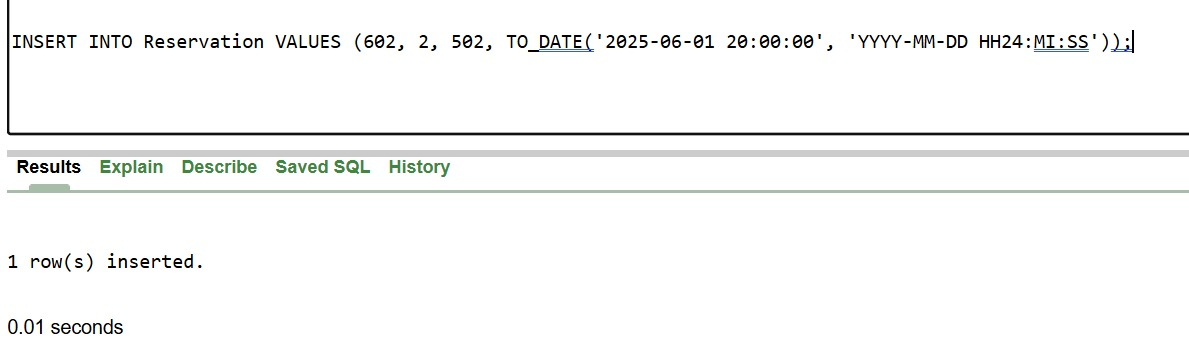 INSERT INTO Reservation VALUES (602, 2, 502, TO_DATE('2025-06-01 20:00:00', 'YYYY-MM-DD HH24:MI:SS'));
Results Explain Describe Saved SQL History
1 row(s) inserted.
0.01 seconds